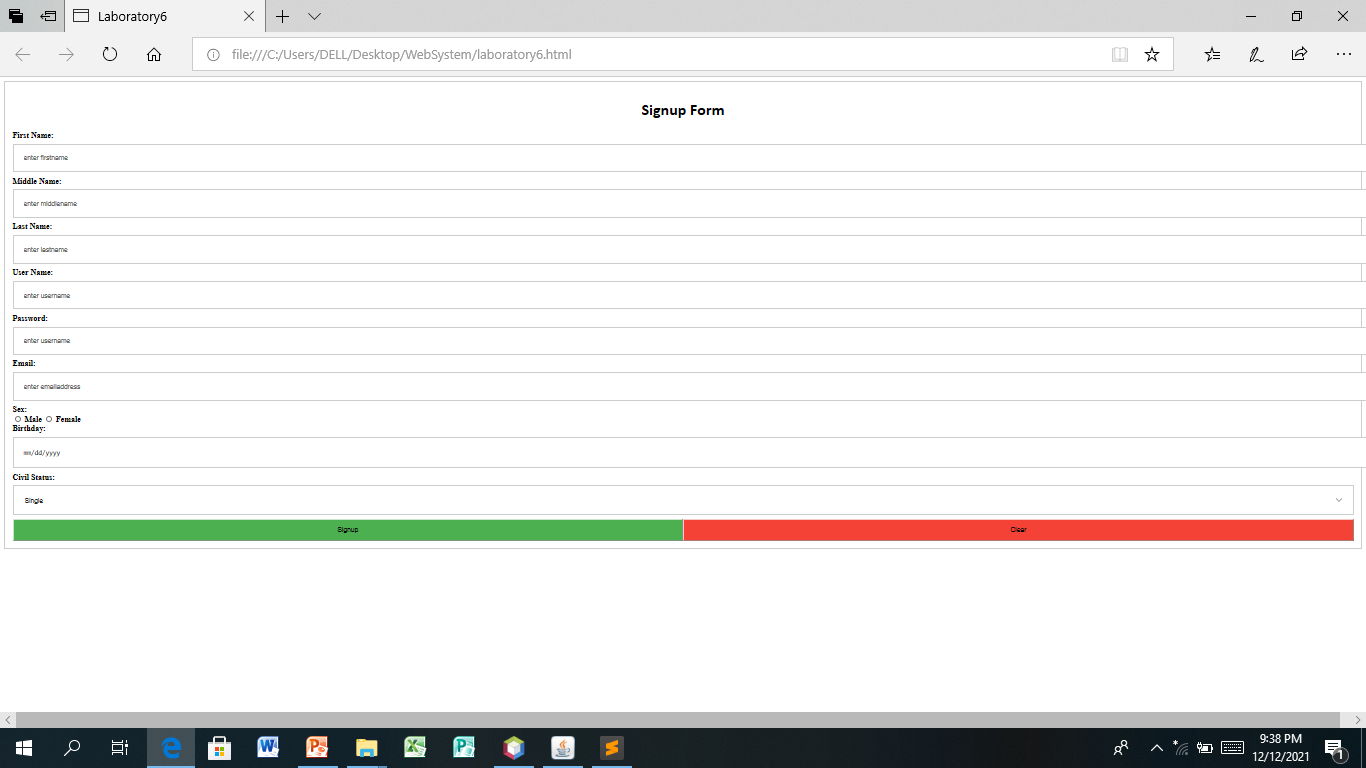 Laboratory6
file:///C:/Users/DELL/Desktop/WebSystem/laboratory6.html
Signup Form
First Name:
enter firstname
Middle Name:
enter middlename
Last Name:
enter lastname
User Name:
enter username
Password:
enter username
Email:
enter emailaddress
Sex:
Male Female
Birthday:
mm/dd/yyyy
Civil Status:
Single
Signup Clear
9:38 PM
12/12/2021
1